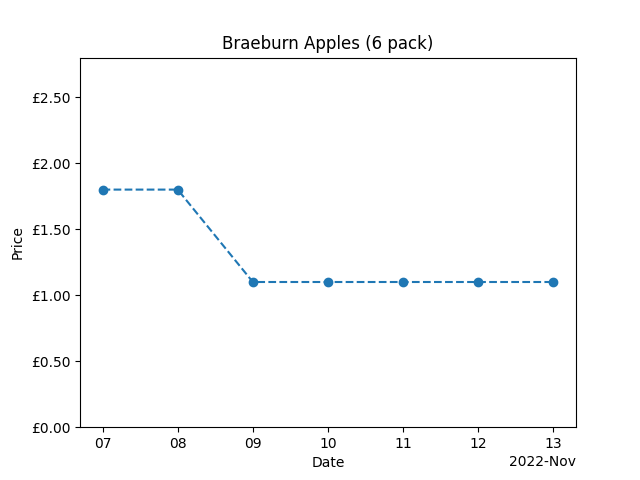 Braeburn Apples (6 pack)
£2.50
£2.00
£1.50
£1.00
£0.50
£0.00
Price
07 08 09 10 11 12 13
Date
2022-Nov